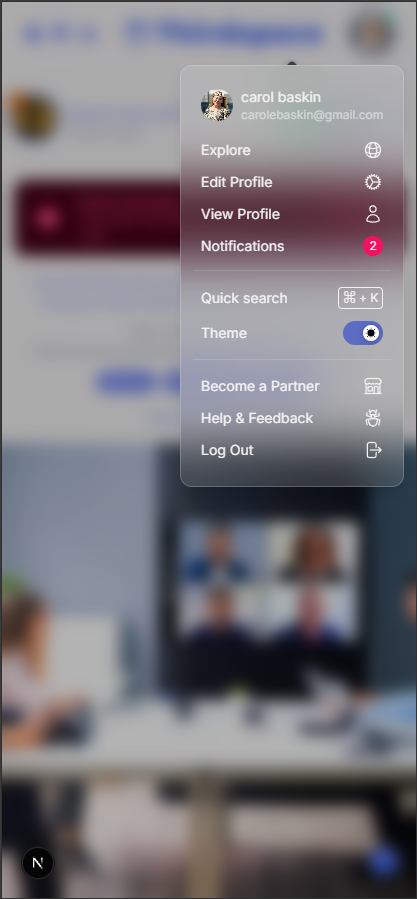 carol baskin
carolebaskin@gmail.com
Explore
Edit Profile
View Profile
Notifications 2
Quick search ⌘ + K
Theme
Become a Partner
Help & Feedback
Log Out
N